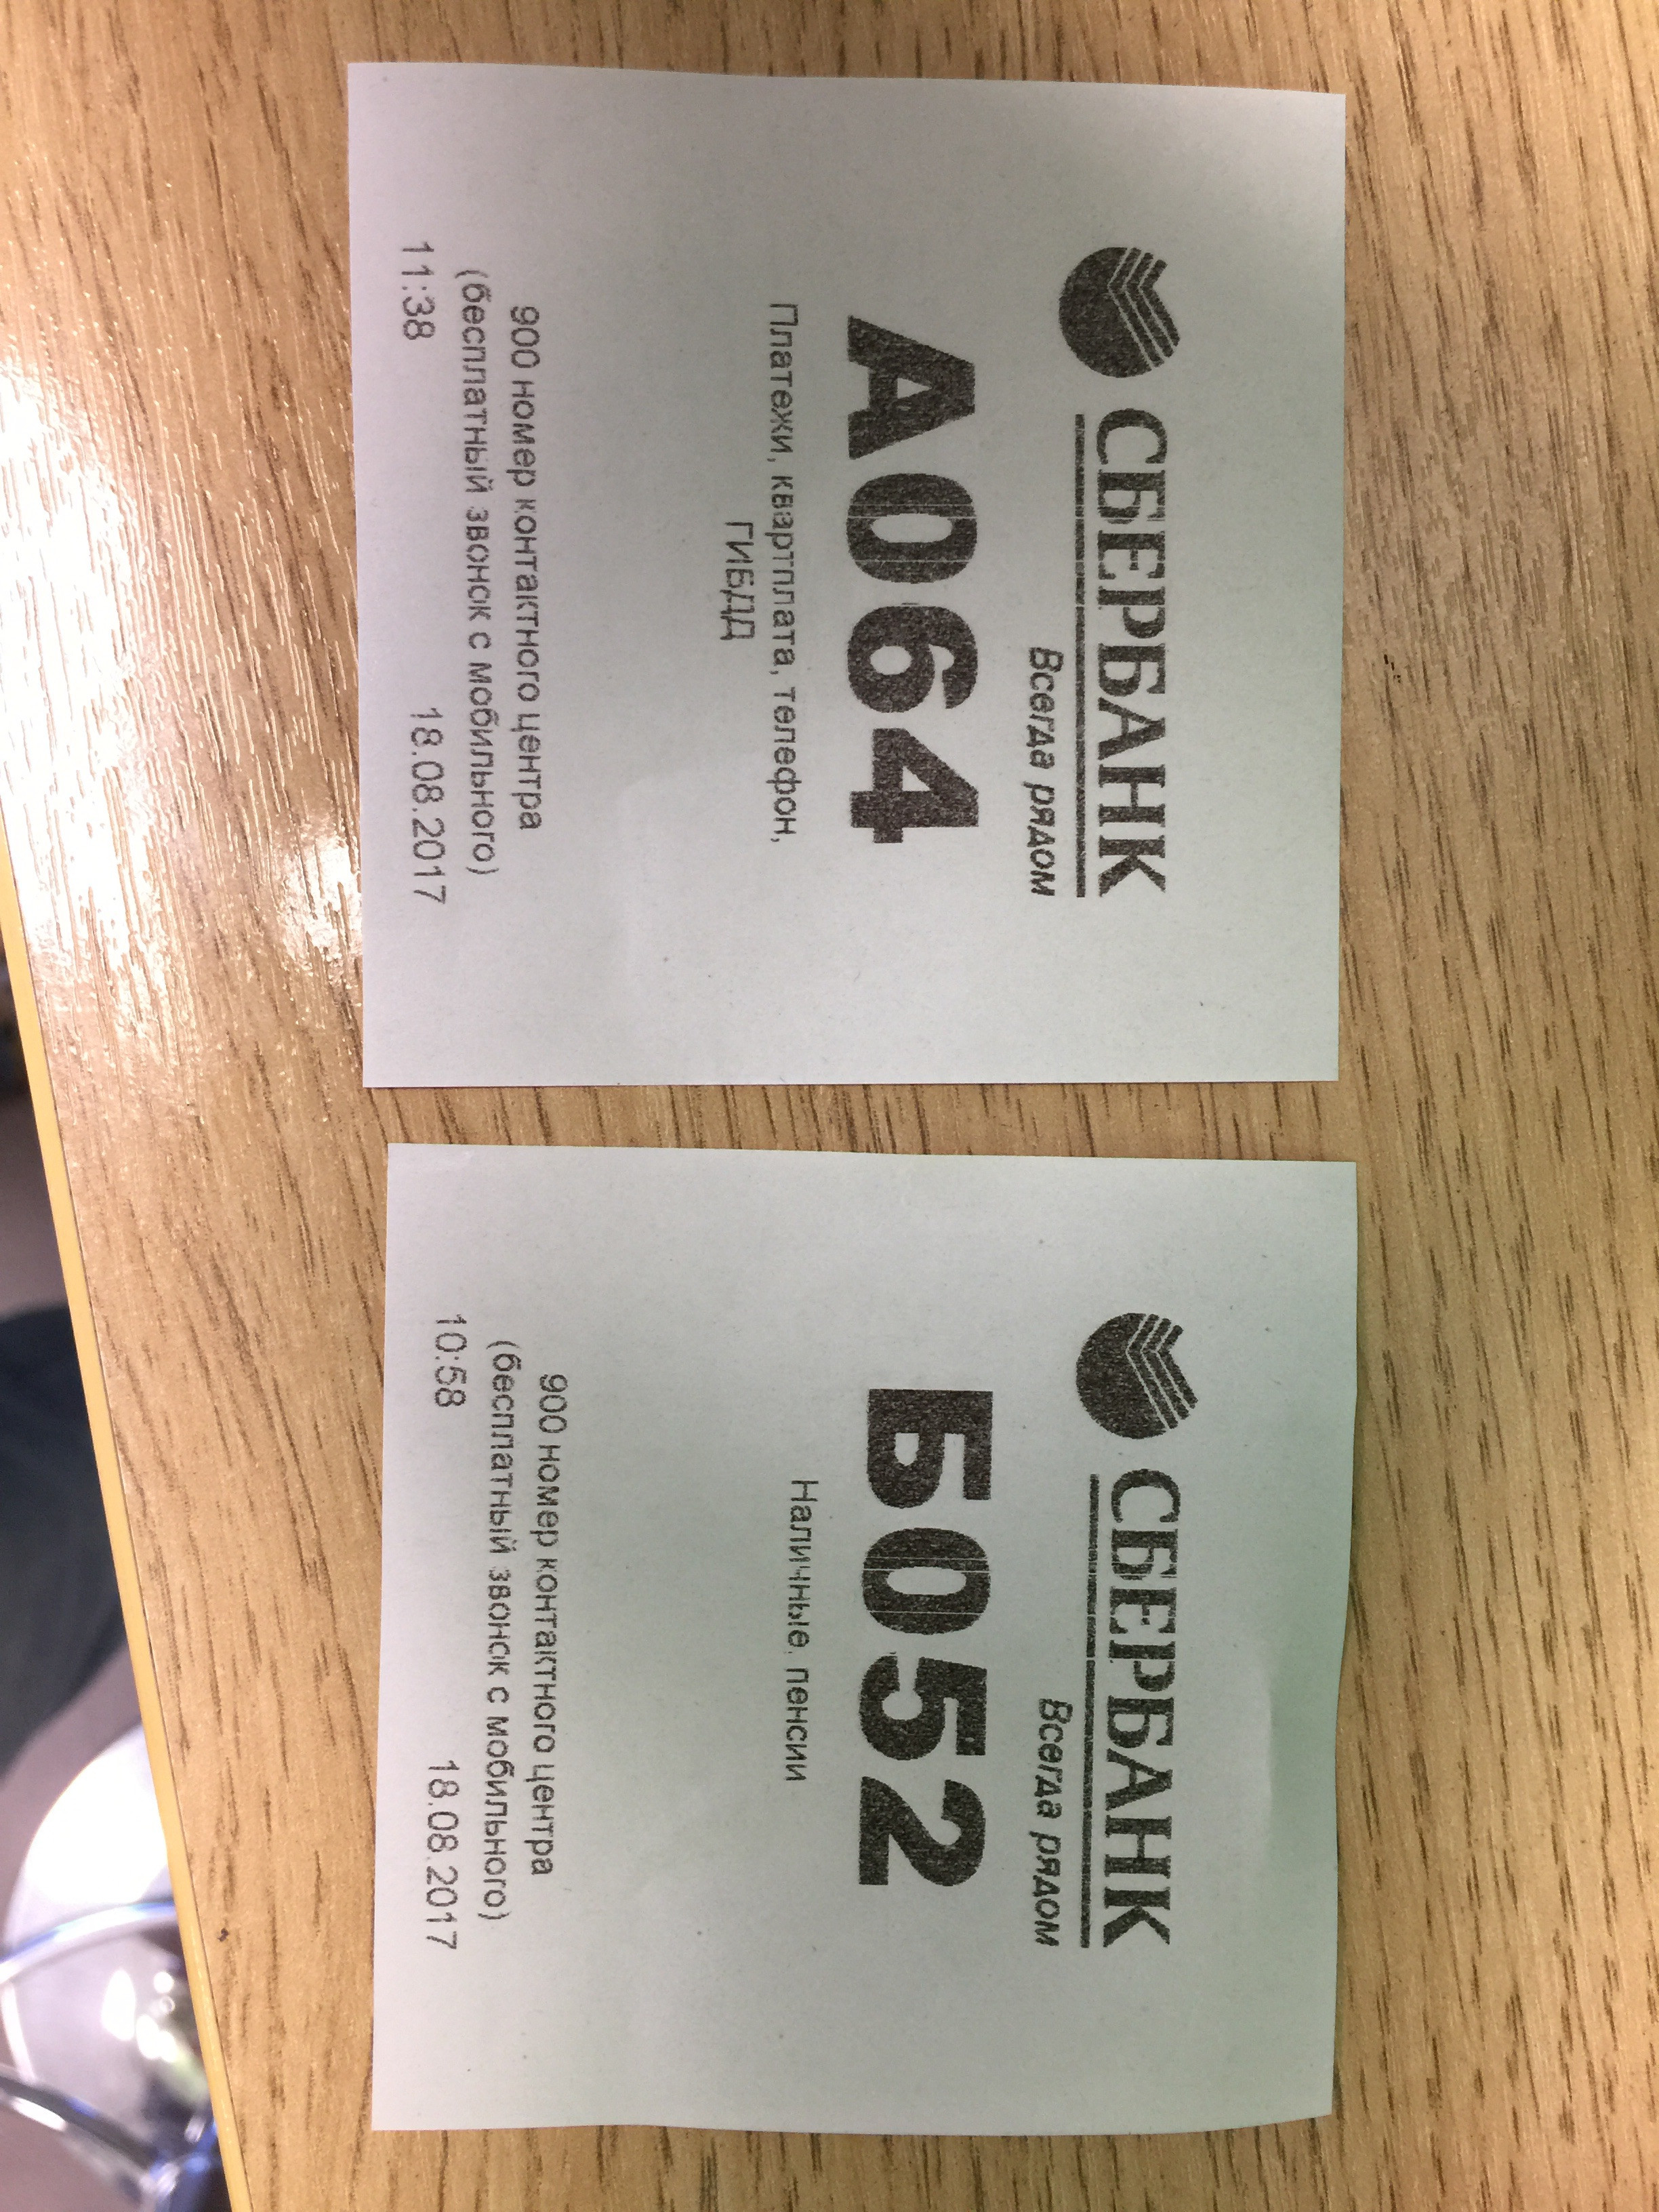 СБЕРБАНК
Всегда рядом
А064
Платежи, квартплата, телефон,
ГИБДД
900 номер контактного центра
(бесплатный звонок с мобильного)
11:38 18.08.2017
СБЕРБАНК
Всегда рядом
Б052
Наличные, пенсии
900 номер контактного центра
(бесплатный звонок с мобильного)
10:58 18.08.2017